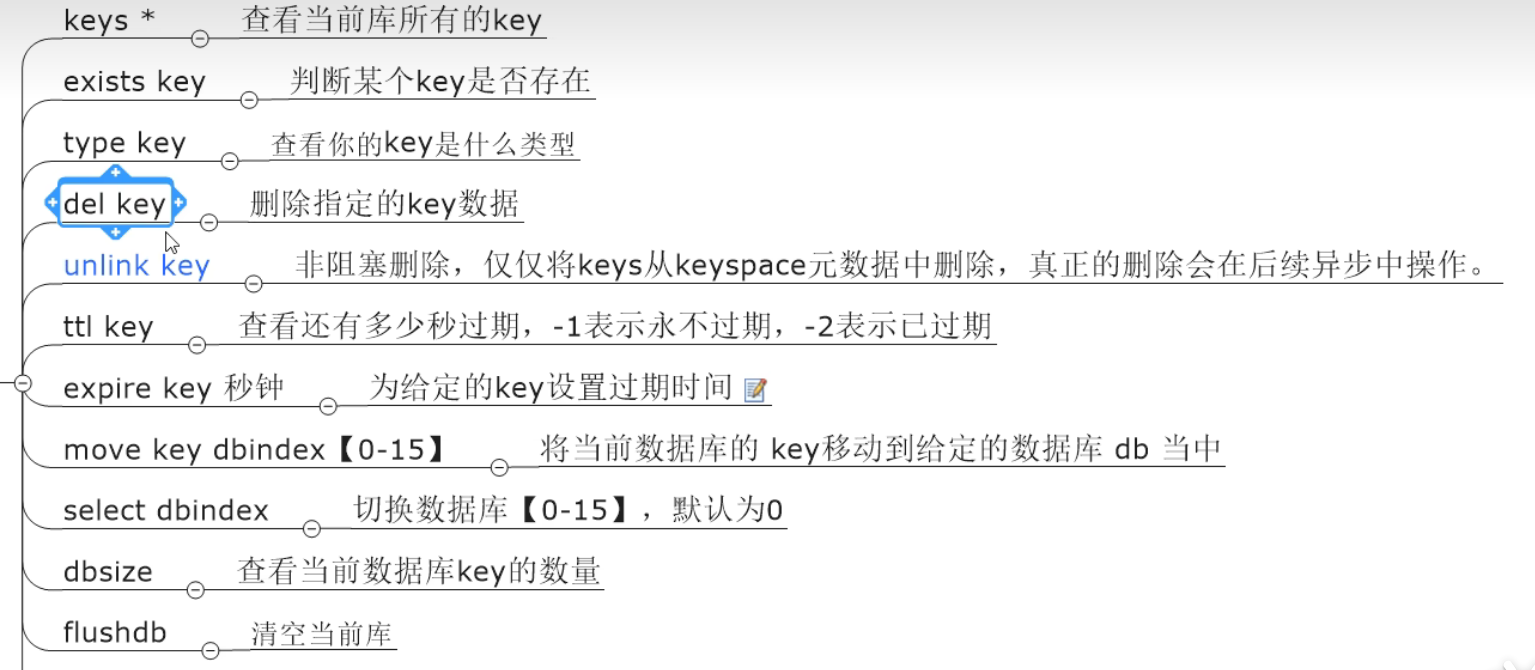 keys * 查看当前库所有的key
exists key 判断某个key是否存在
type key 查看你的key是什么类型
del key 删除指定的key数据
unlink key 非阻塞删除，仅仅将keys从keyspace元数据中删除，真正的删除会在后续异步中操作。
ttl key 查看还有多少秒过期，-1表示永不过期，-2表示已过期
expire key 秒钟 为给定的key设置过期时间
move key dbindex【0-15】 将当前数据库的 key移动到给定的数据库 db 当中
select dbindex 切换数据库【0-15】，默认为0
dbsize 查看当前数据库key的数量
flushdb 清空当前库